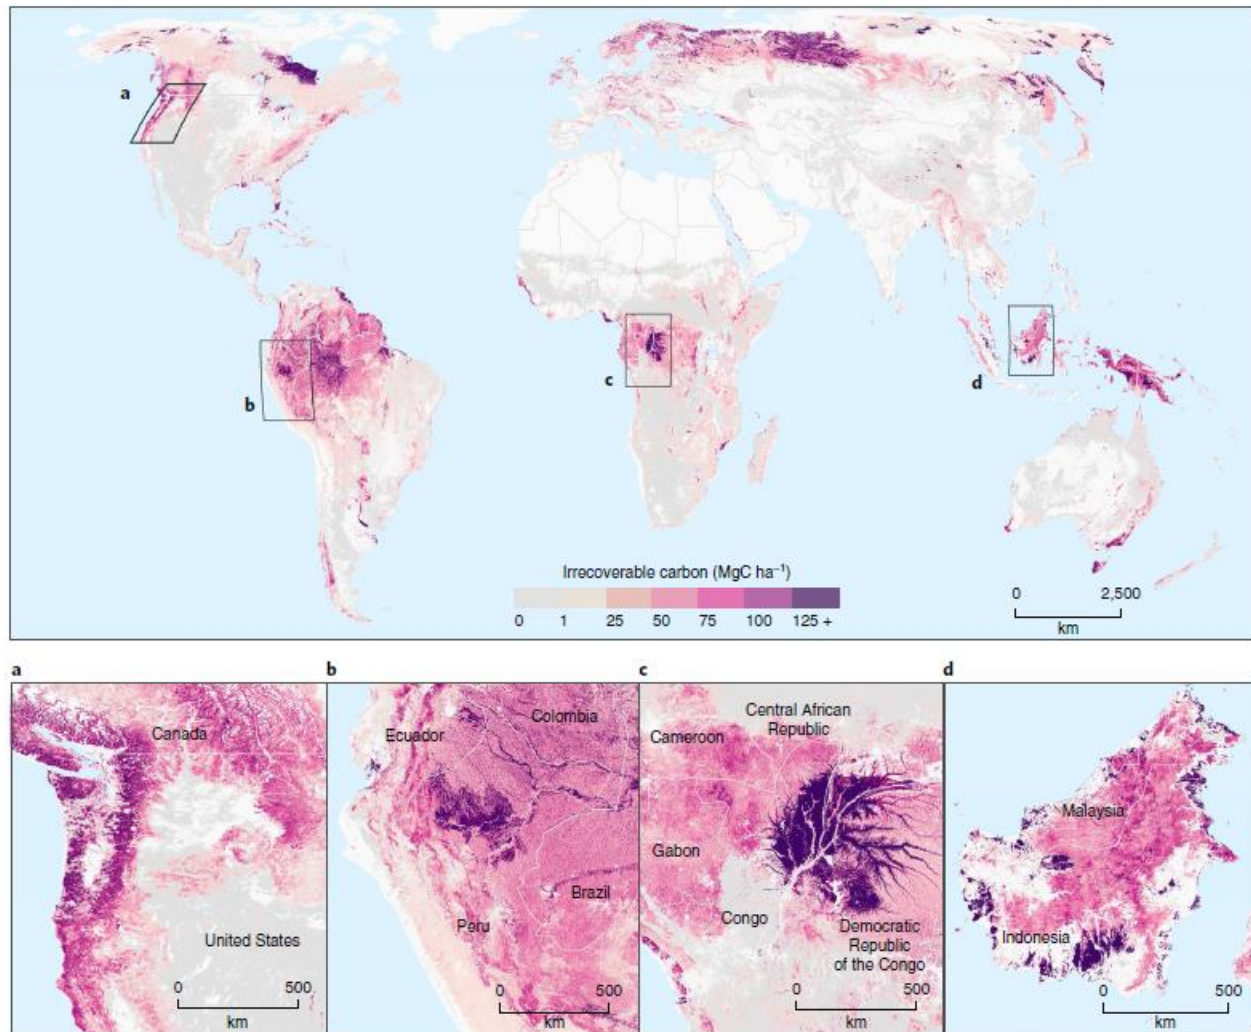 a
b
c
d
Irrecoverable carbon (MgC ha⁻¹)
0 1 25 50 75 100 125 +
0 2,500
km
a
b
c
d
Canada
United States
0 500
km
Colombia
Ecuador
Brazil
Peru
0 500
km
Central African
Republic
Cameroon
Gabon
Congo
Democratic
Republic
of the Congo
0 500
km
Malaysia
Indonesia
0 500
km